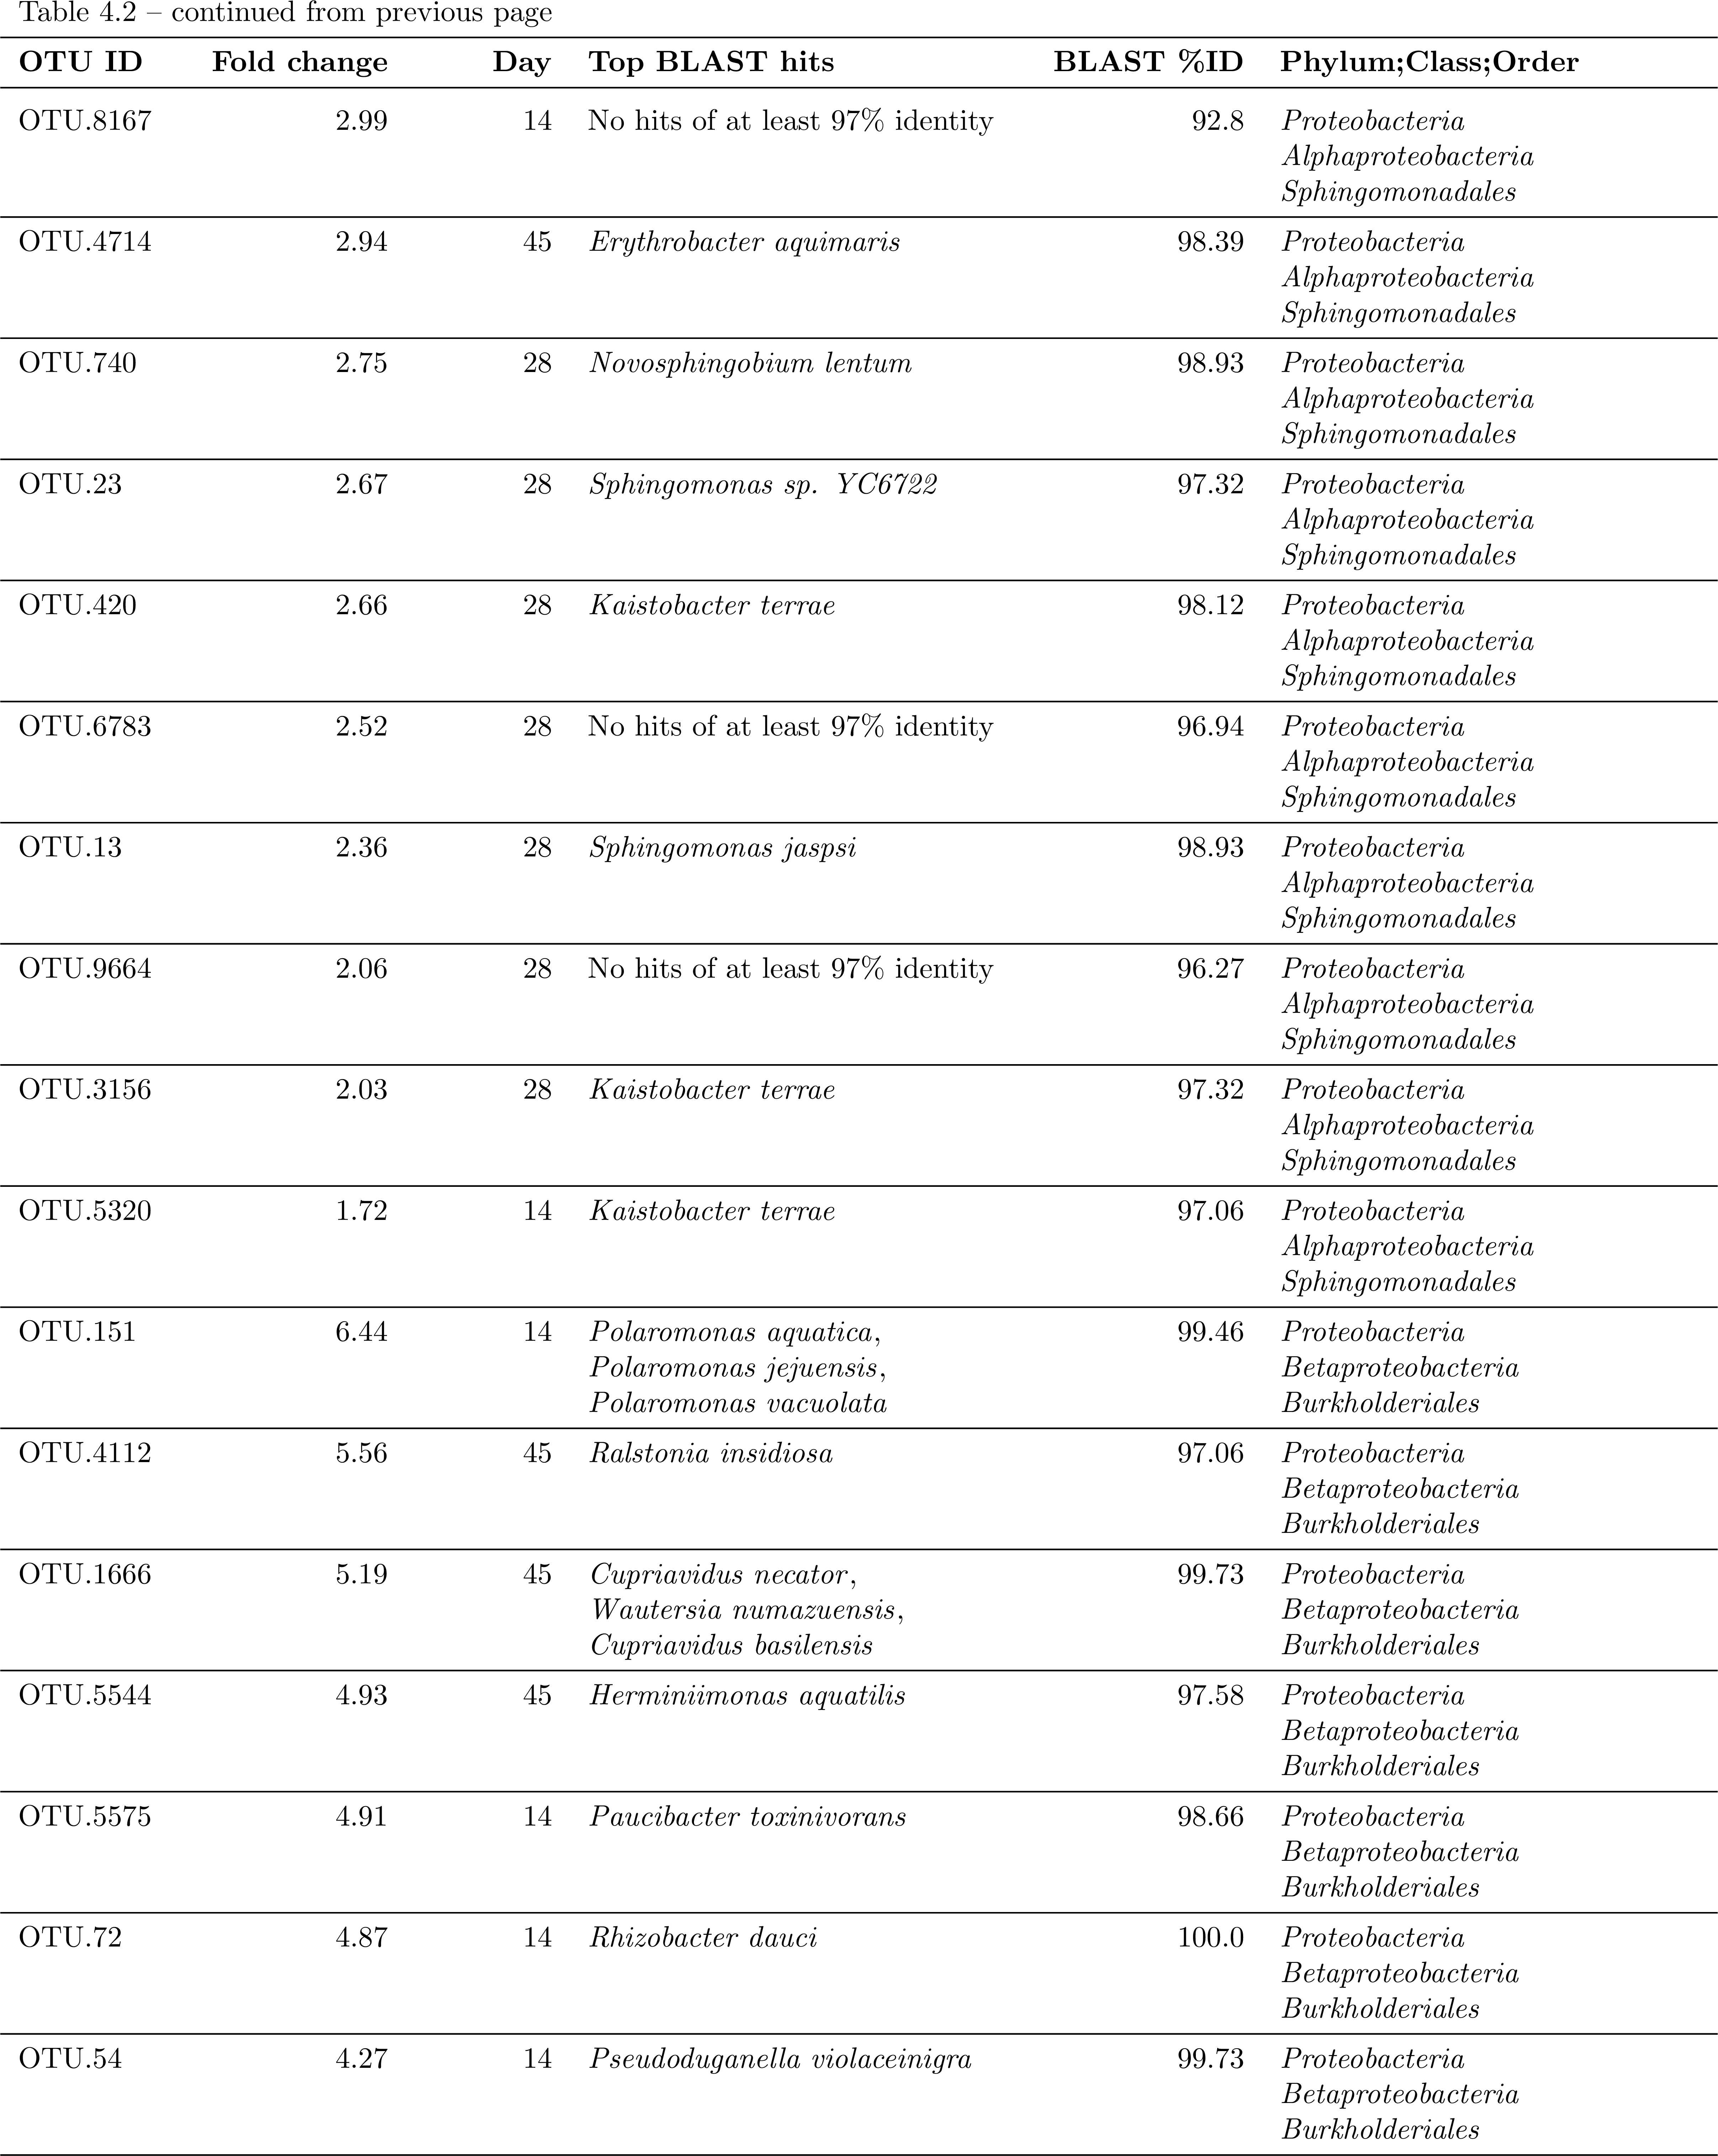 Table 4.2 – continued from previous page
OTU ID Fold change Day Top BLAST hits BLAST %ID Phylum;Class;Order
OTU.8167 2.99 14 No hits of at least 97% identity 92.8 Proteobacteria
Alphaproteobacteria
Sphingomonadales
OTU.4714 2.94 45 Erythrobacter aquimaris 98.39 Proteobacteria
Alphaproteobacteria
Sphingomonadales
OTU.740 2.75 28 Novosphingobium lentum 98.93 Proteobacteria
Alphaproteobacteria
Sphingomonadales
OTU.23 2.67 28 Sphingomonas sp. YC6722 97.32 Proteobacteria
Alphaproteobacteria
Sphingomonadales
OTU.420 2.66 28 Kaistobacter terrae 98.12 Proteobacteria
Alphaproteobacteria
Sphingomonadales
OTU.6783 2.52 28 No hits of at least 97% identity 96.94 Proteobacteria
Alphaproteobacteria
Sphingomonadales
OTU.13 2.36 28 Sphingomonas jaspsi 98.93 Proteobacteria
Alphaproteobacteria
Sphingomonadales
OTU.9664 2.06 28 No hits of at least 97% identity 96.27 Proteobacteria
Alphaproteobacteria
Sphingomonadales
OTU.3156 2.03 28 Kaistobacter terrae 97.32 Proteobacteria
Alphaproteobacteria
Sphingomonadales
OTU.5320 1.72 14 Kaistobacter terrae 97.06 Proteobacteria
Alphaproteobacteria
Sphingomonadales
OTU.151 6.44 14 Polaromonas aquatica, 99.46 Proteobacteria
Polaromonas jejuensis, Betaproteobacteria
Polaromonas vacuolata Burkholderiales
OTU.4112 5.56 45 Ralstonia insidiosa 97.06 Proteobacteria
Betaproteobacteria
Burkholderiales
OTU.1666 5.19 45 Cupriavidus necator, 99.73 Proteobacteria
Wautersia numazuensis, Betaproteobacteria
Cupriavidus basilensis Burkholderiales
OTU.5544 4.93 45 Herminiimonas aquatilis 97.58 Proteobacteria
Betaproteobacteria
Burkholderiales
OTU.5575 4.91 14 Paucibacter toxinivorans 98.66 Proteobacteria
Betaproteobacteria
Burkholderiales
OTU.72 4.87 14 Rhizobacter dauci 100.0 Proteobacteria
Betaproteobacteria
Burkholderiales
OTU.54 4.27 14 Pseudoduganella violaceinigra 99.73 Proteobacteria
Betaproteobacteria
Burkholderiales